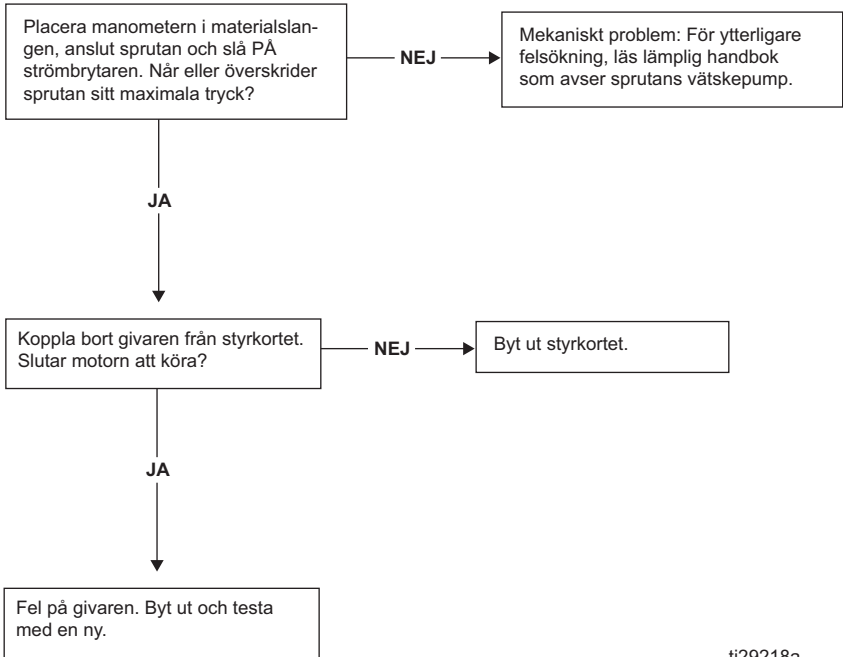 Placera manometern i materialslan-
gen, anslut sprutan och slå PÅ
strömbrytaren. Når eller överskrider
sprutan sitt maximala tryck?
NEJ
Mekaniskt problem: För ytterligare
felsökning, läs lämplig handbok
som avser sprutans vätskepump.
JA
Koppla bort givaren från styrkortet.
Slutar motorn att köra?
NEJ
Byt ut styrkortet.
JA
Fel på givaren. Byt ut och testa
med en ny.
ti29218a